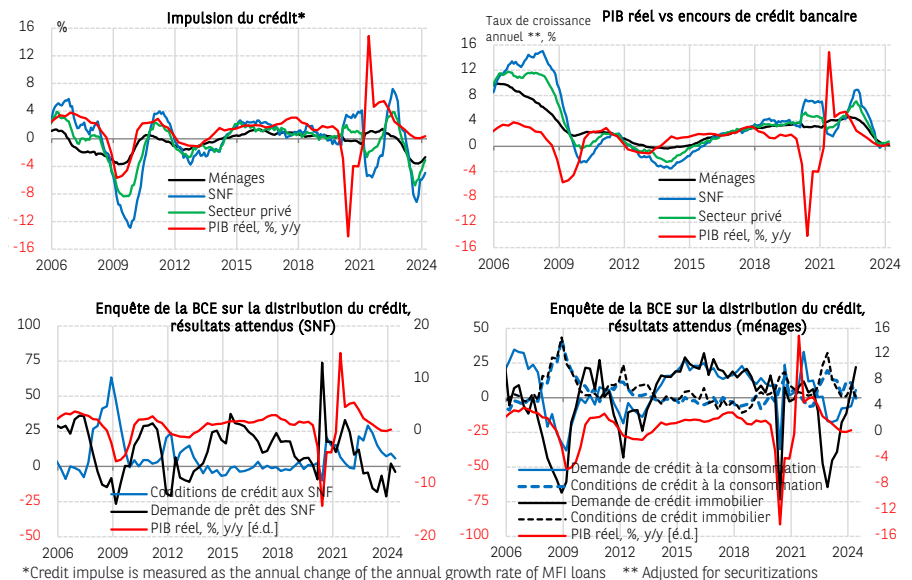 Impulsion du crédit*
%
16
12
8
4
0
-4
-8
-12
-16
Ménages
SNF
Secteur privé
PIB réel, %, y/y
2006 2009 2012 2015 2018 2021 2024
PIB réel vs encours de crédit bancaire
Taux de croissance
annuel **, %
16
12
8
4
0
-4
-8
-12
-16
Ménages
SNF
Secteur privé
PIB réel, %, y/y
2006 2009 2012 2015 2018 2021 2024
Enquête de la BCE sur la distribution du crédit,
résultats attendus (SNF)
100
75
50
25
0
-25
-50
20
10
0
-10
-20
Conditions de crédit aux SNF
Demande de prêt des SNF
PIB réel, %, y/y [é.d.]
2006 2009 2012 2015 2018 2021 2024
Enquête de la BCE sur la distribution du crédit,
résultats attendus (ménages)
50
25
0
-25
-50
-75
-100
16
12
8
4
0
-4
-8
-12
-16
Demande de crédit à la consommation
Conditions de crédit à la consommation
Demande de crédit immobilier
Conditions de crédit immobilier
PIB réel, %, y/y [é.d.]
2006 2009 2012 2015 2018 2021 2024
*Credit impulse is measured as the annual change of the annual growth rate of MFI loans ** Adjusted for securitizations